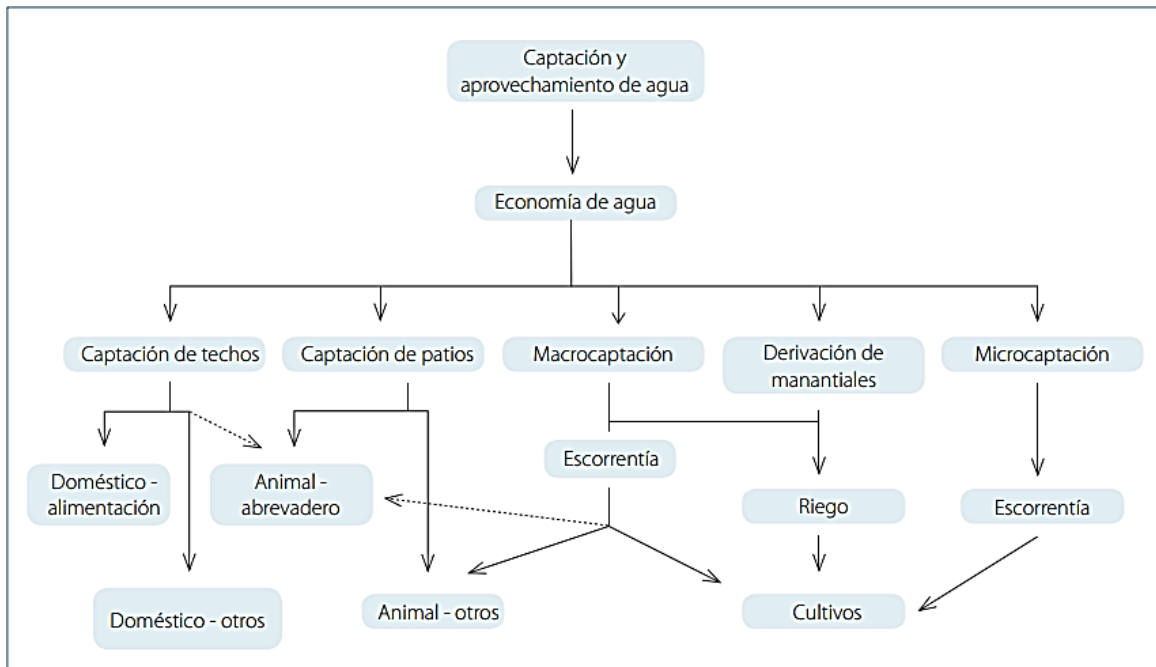 Captación y
aprovechamiento de agua
Economía de agua
Captación de techos
Captación de patios
Macrocaptación
Derivación de
manantiales
Microcaptación
Escorrentía
Doméstico -
alimentación
Animal -
abrevadero
Riego
Escorrentía
Doméstico - otros
Animal - otros
Cultivos